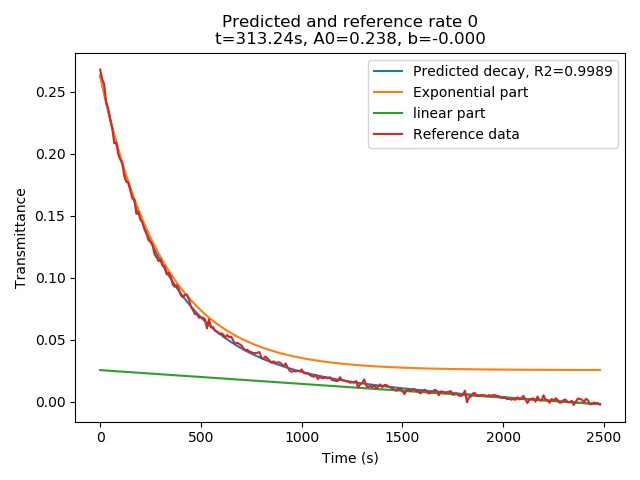 Predicted and reference rate 0
t=313.24s, A0=0.238, b=-0.000
Predicted decay, R2=0.9989
Exponential part
linear part
Reference data
Transmittance
0.25
0.20
0.15
0.10
0.05
0.00
0
500
1000
1500
2000
2500
Time (s)